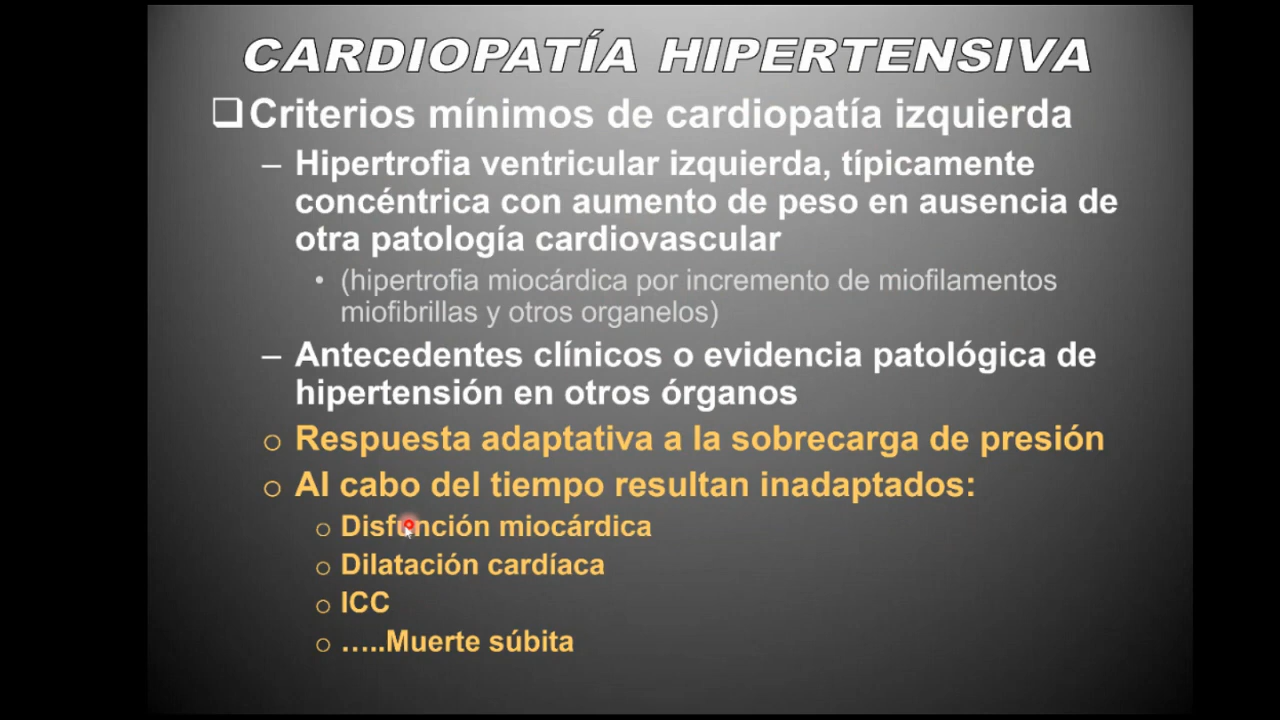 CARDIOPATÍA HIPERTENSIVA
❑ Criterios mínimos de cardiopatía izquierda
– Hipertrofia ventricular izquierda, típicamente
concéntrica con aumento de peso en ausencia de
otra patología cardiovascular
• (hipertrofia miocárdica por incremento de miofilamentos
miofibrillas y otros organelos)
– Antecedentes clínicos o evidencia patológica de
hipertensión en otros órganos
o Respuesta adaptativa a la sobrecarga de presión
o Al cabo del tiempo resultan inadaptados:
o Disfunción miocárdica
o Dilatación cardíaca
o ICC
o …..Muerte súbita